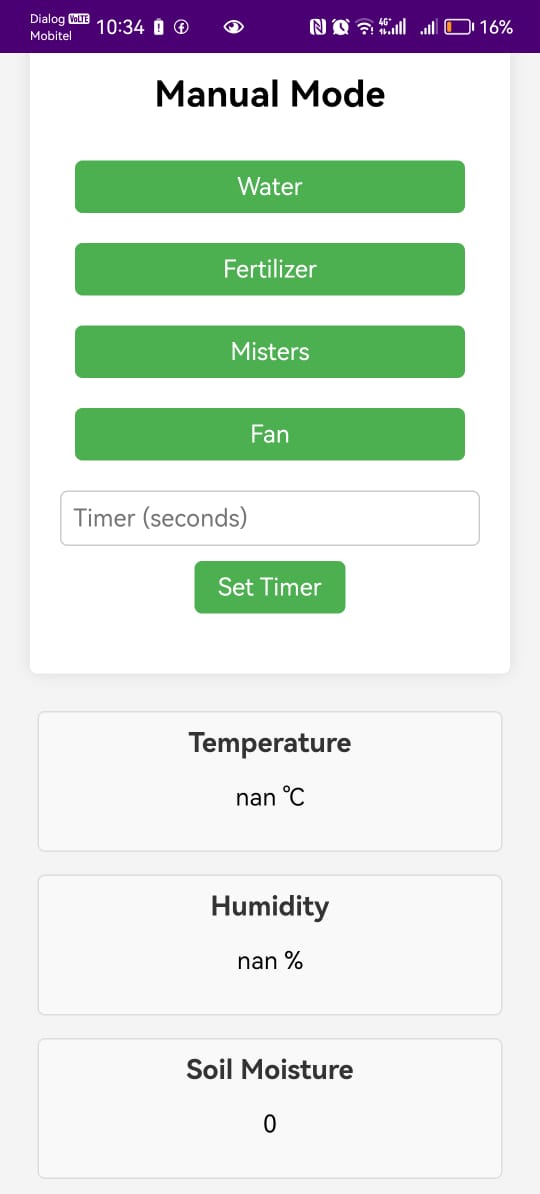 Dialog VoLTE
Mobitel
10:34
4G+
16%
Manual Mode
Water
Fertilizer
Misters
Fan
Timer (seconds)
Set Timer
Temperature
nan °C
Humidity
nan %
Soil Moisture
0